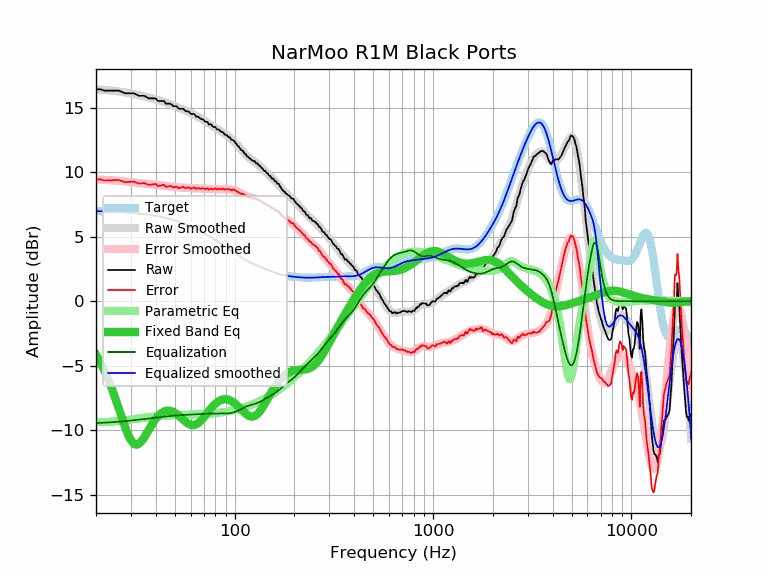 NarMoo R1M Black Ports
Amplitude (dBr)
15
10
5
0
−5
−10
−15
Target
Raw Smoothed
Error Smoothed
Raw
Error
Parametric Eq
Fixed Band Eq
Equalization
Equalized smoothed
100
1000
10000
Frequency (Hz)